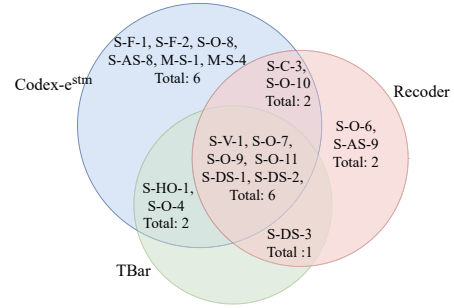 S-F-1, S-F-2, S-O-8,
S-AS-8, M-S-1, M-S-4
Total: 6
Codex-e^stm
S-C-3,
S-O-10
Total: 2
Recoder
S-O-6,
S-AS-9
Total: 2
S-V-1, S-O-7,
S-O-9, S-O-11
S-DS-1, S-DS-2,
Total: 6
S-HO-1,
S-O-4
Total: 2
S-DS-3
Total :1
TBar